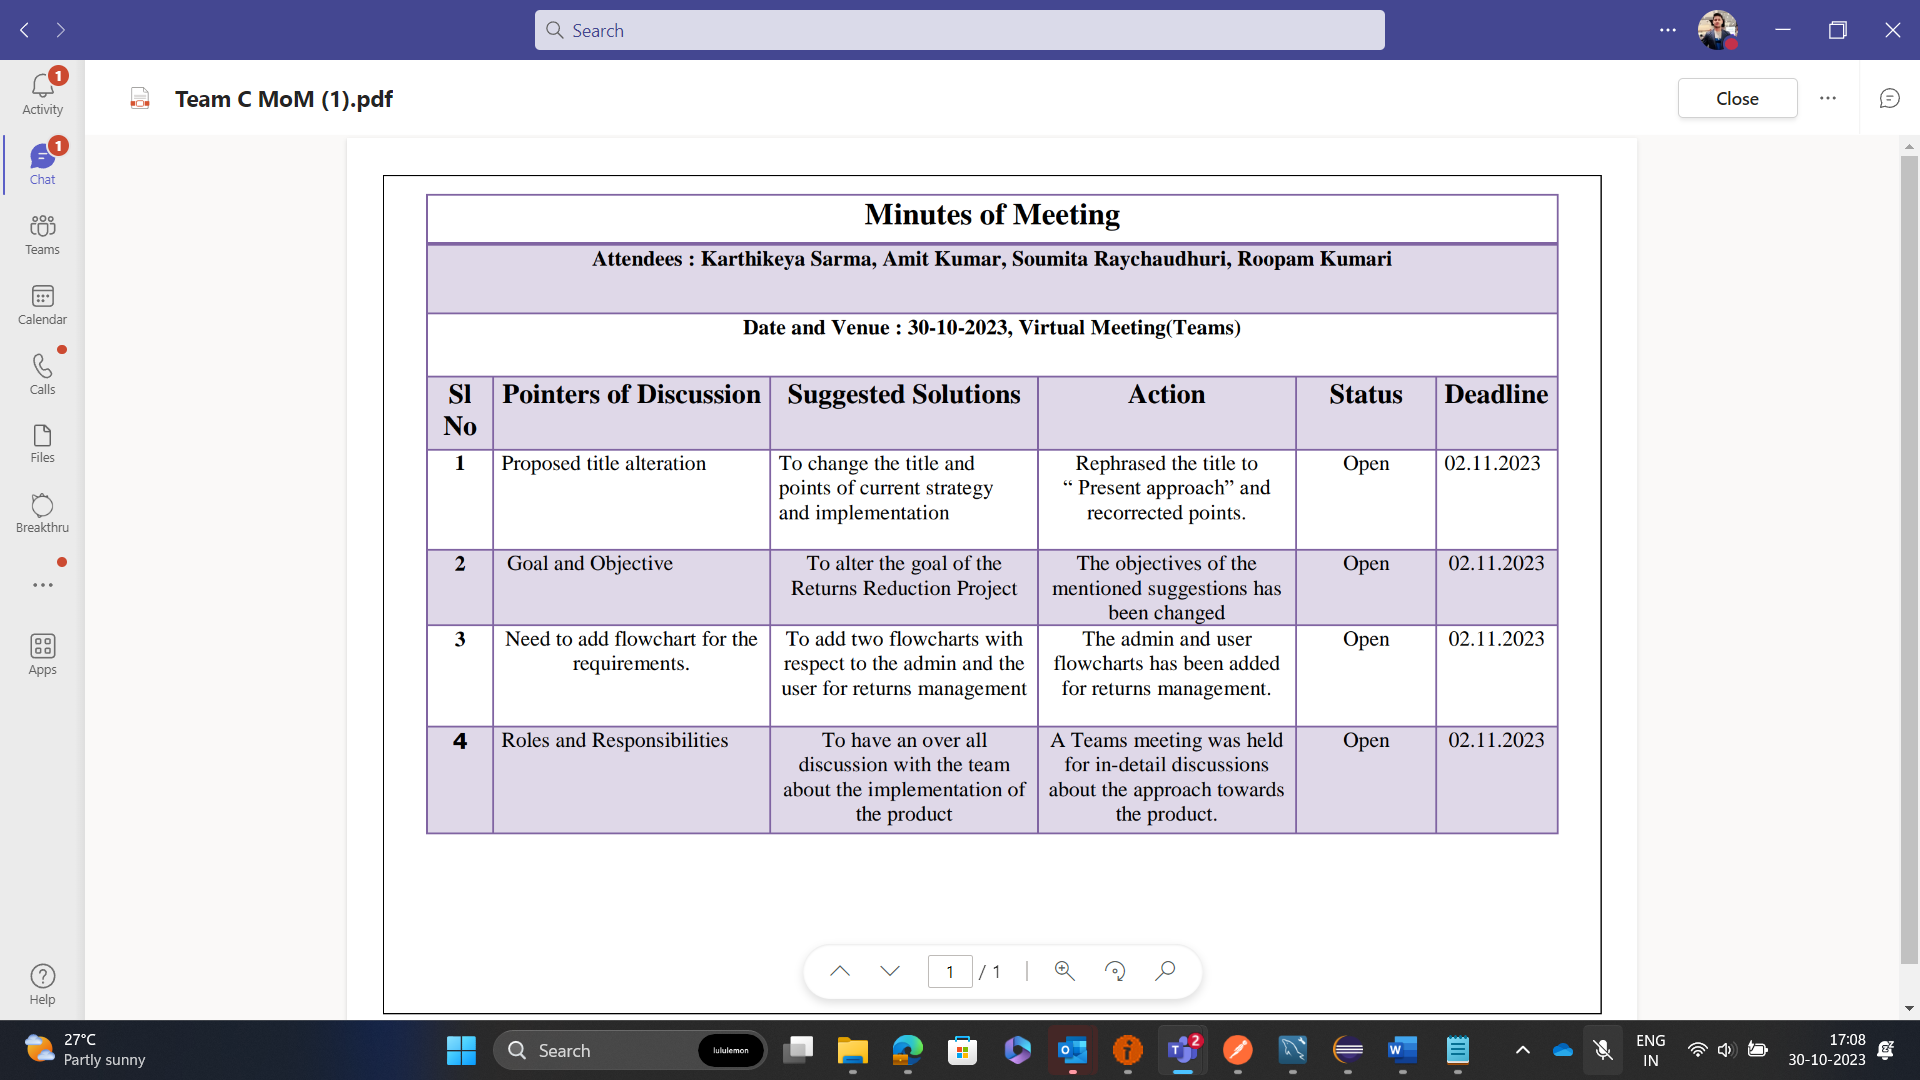 Search
1
Activity
1
Chat
Teams
Calendar
Calls
Files
Breakthru
Apps
Help
Team C MoM (1).pdf
Close
Minutes of Meeting
Attendees : Karthikeya Sarma, Amit Kumar, Soumita Raychaudhuri, Roopam Kumari
Date and Venue : 30-10-2023, Virtual Meeting(Teams)
Sl
No
Pointers of Discussion
Suggested Solutions
Action
Status
Deadline
1
Proposed title alteration
To change the title and
points of current strategy
and implementation
Rephrased the title to
“ Present approach” and
recorrected points.
Open
02.11.2023
2
Goal and Objective
To alter the goal of the
Returns Reduction Project
The objectives of the
mentioned suggestions has
been changed
Open
02.11.2023
3
Need to add flowchart for the
requirements.
To add two flowcharts with
respect to the admin and the
user for returns management
The admin and user
flowcharts has been added
for returns management.
Open
02.11.2023
4
Roles and Responsibilities
To have an over all
discussion with the team
about the implementation of
the product
A Teams meeting was held
for in-detail discussions
about the approach towards
the product.
Open
02.11.2023
1 / 1
27°C
Partly sunny
Search
lululemon
2
ENG
IN
17:08
30-10-2023